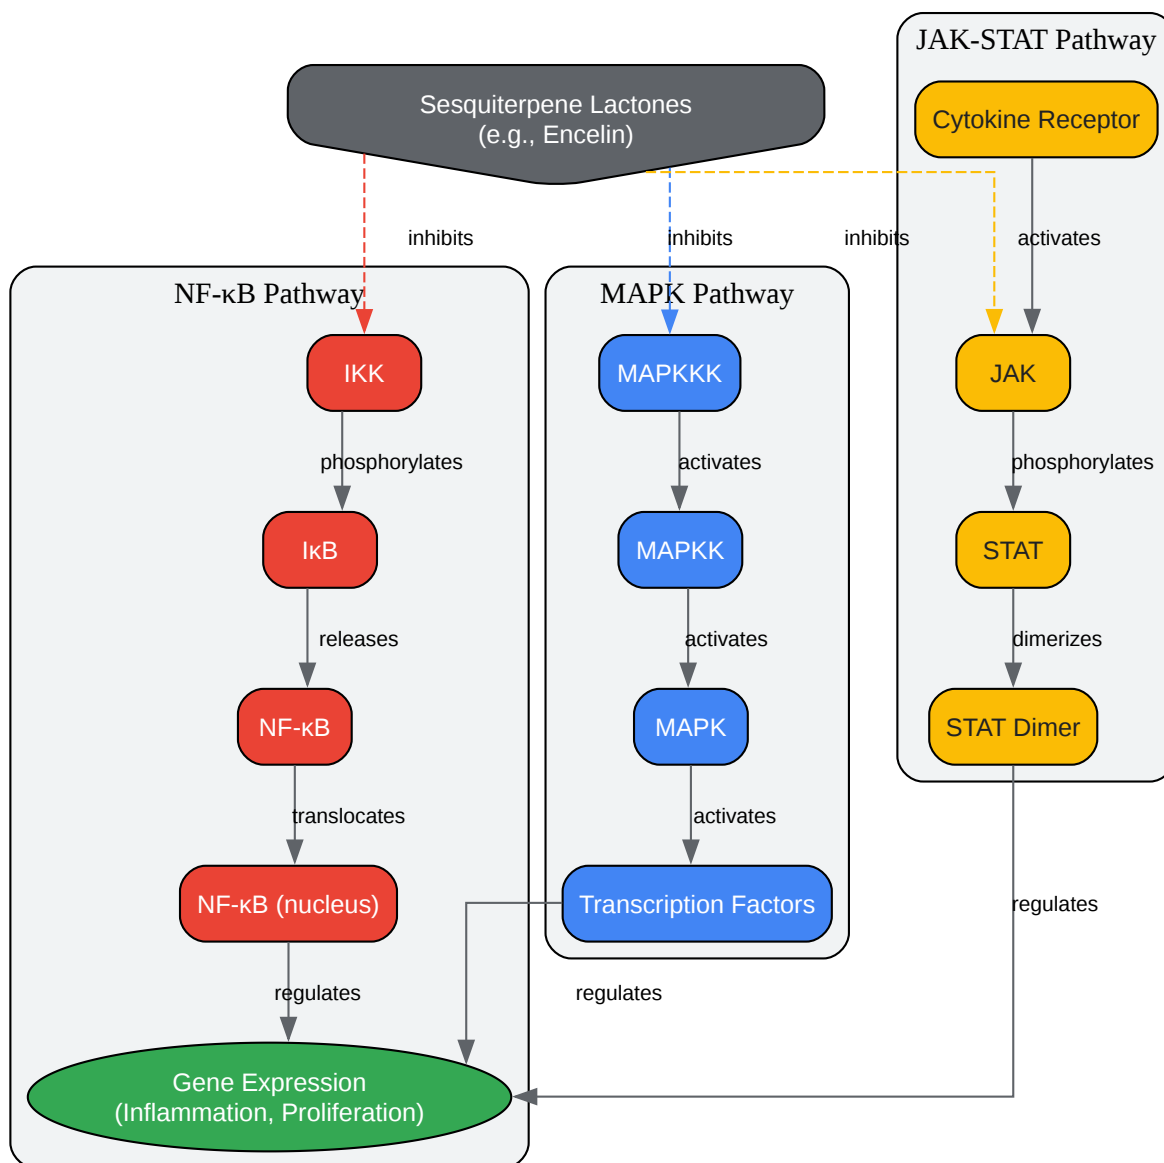 JAK-STAT Pathway
Sesquiterpene Lactones
(e.g., Encelin)
Cytokine Receptor
inhibits
inhibits
inhibits
activates
NF-κB Pathway
MAPK Pathway
IKK
MAPKKK
JAK
phosphorylates
activates
phosphorylates
IκB
MAPKK
STAT
releases
activates
dimerizes
NF-κB
MAPK
STAT Dimer
translocates
activates
NF-κB (nucleus)
Transcription Factors
regulates
regulates
regulates
Gene Expression
(Inflammation, Proliferation)